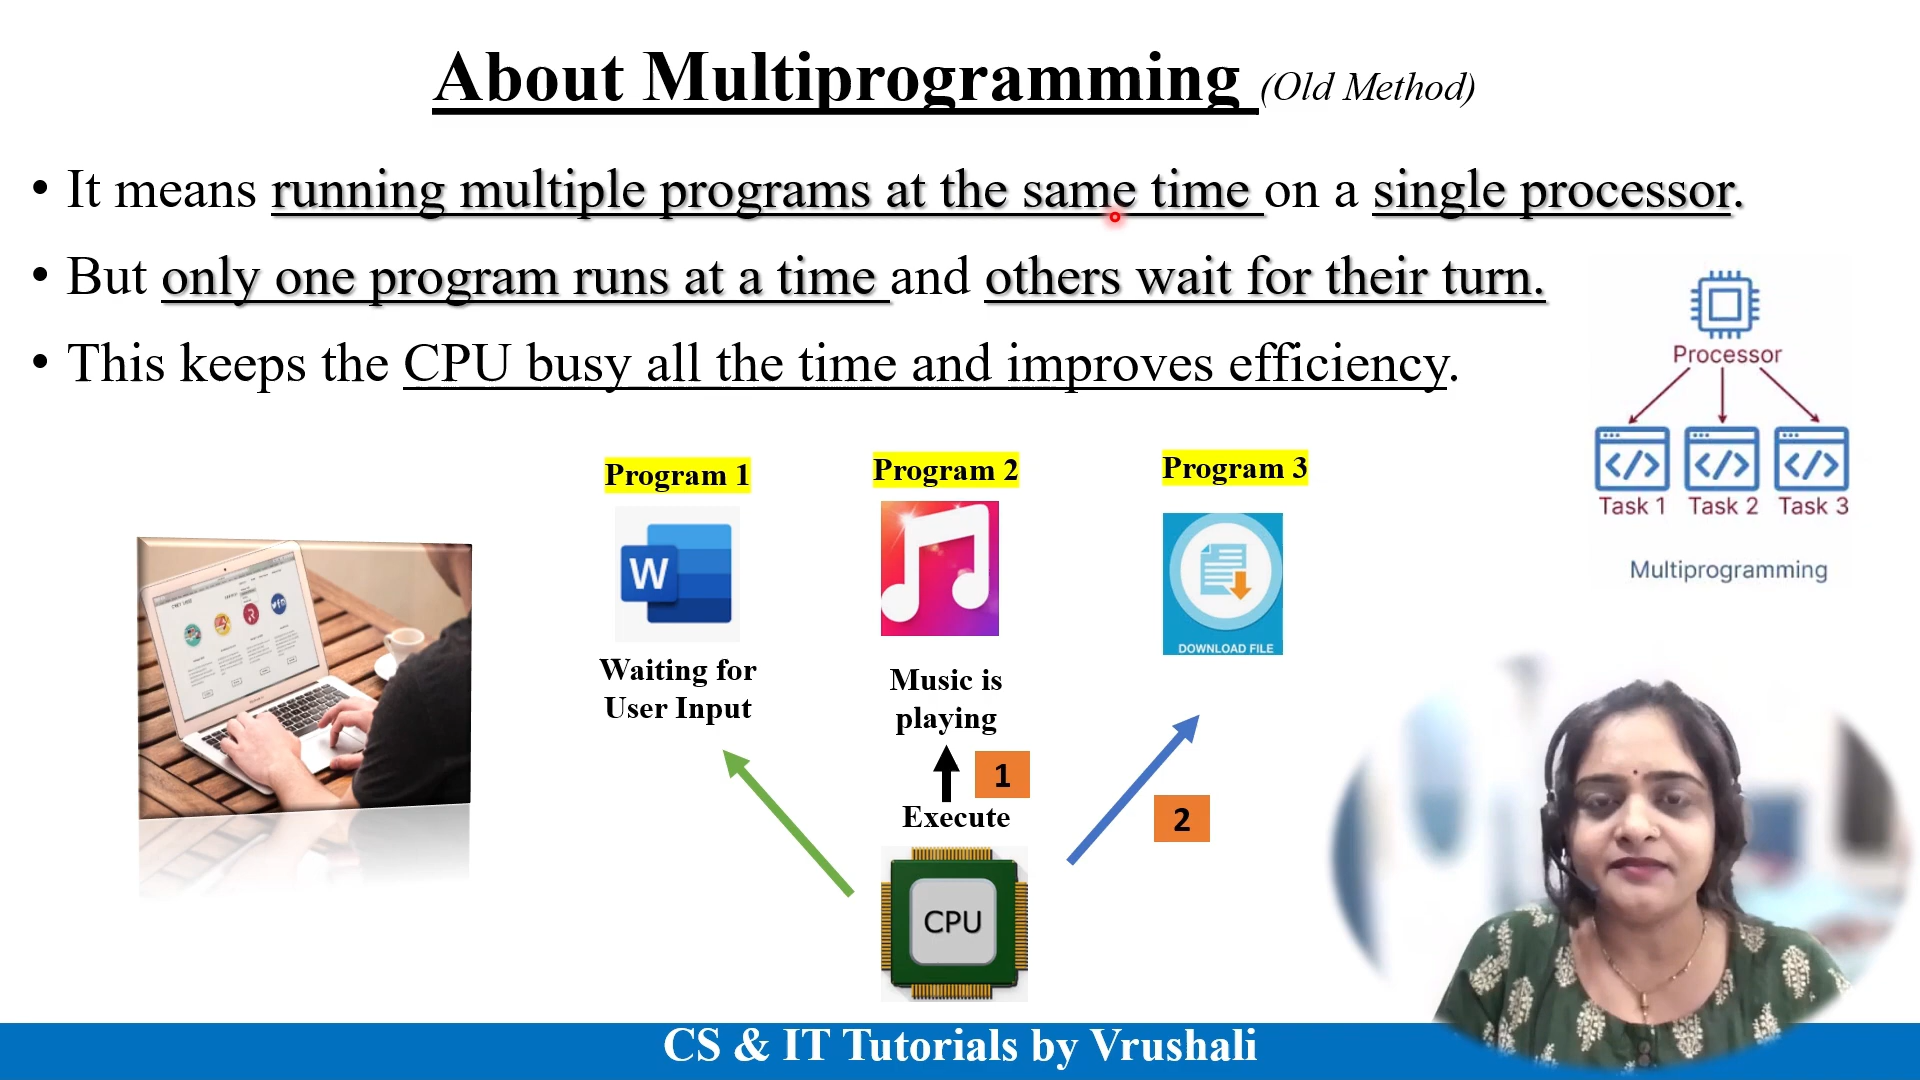 About Multiprogramming (Old Method)
• It means running multiple programs at the same time on a single processor.
• But only one program runs at a time and others wait for their turn.
• This keeps the CPU busy all the time and improves efficiency.
Processor
Task 1 Task 2 Task 3
Multiprogramming
Program 1
Program 2
Program 3
W
DOWNLOAD FILE
Waiting for
User Input
Music is
playing
1
2
Execute
CPU
CS & IT Tutorials by Vrushali